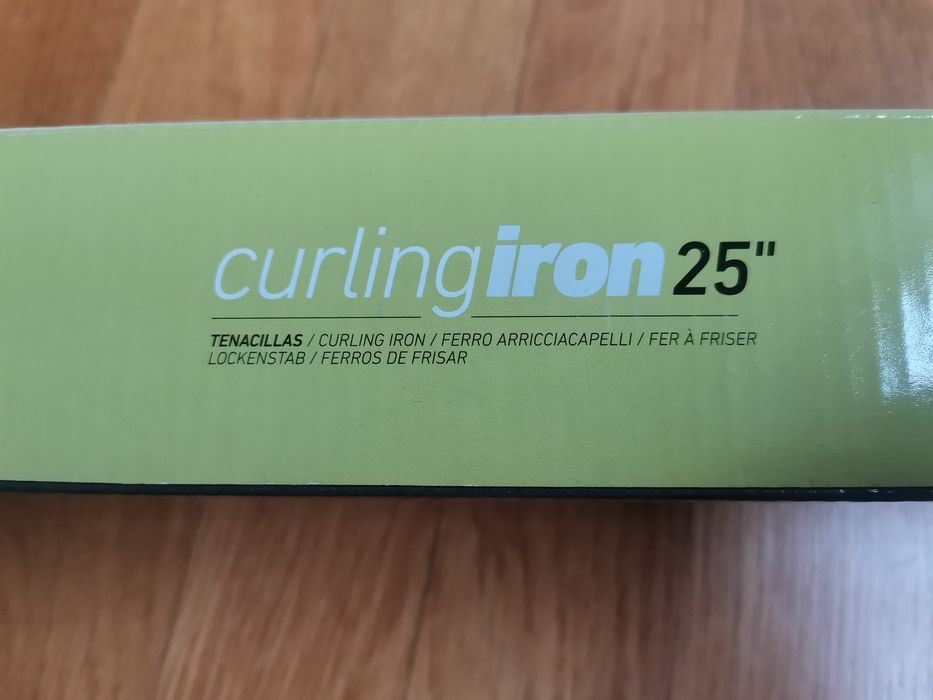 curlingiron 25"
TENACILLAS / CURLING IRON / FERRO ARRICCIACAPELLI / FER À FRISER
LOCKENSTAB / FERROS DE FRISAR